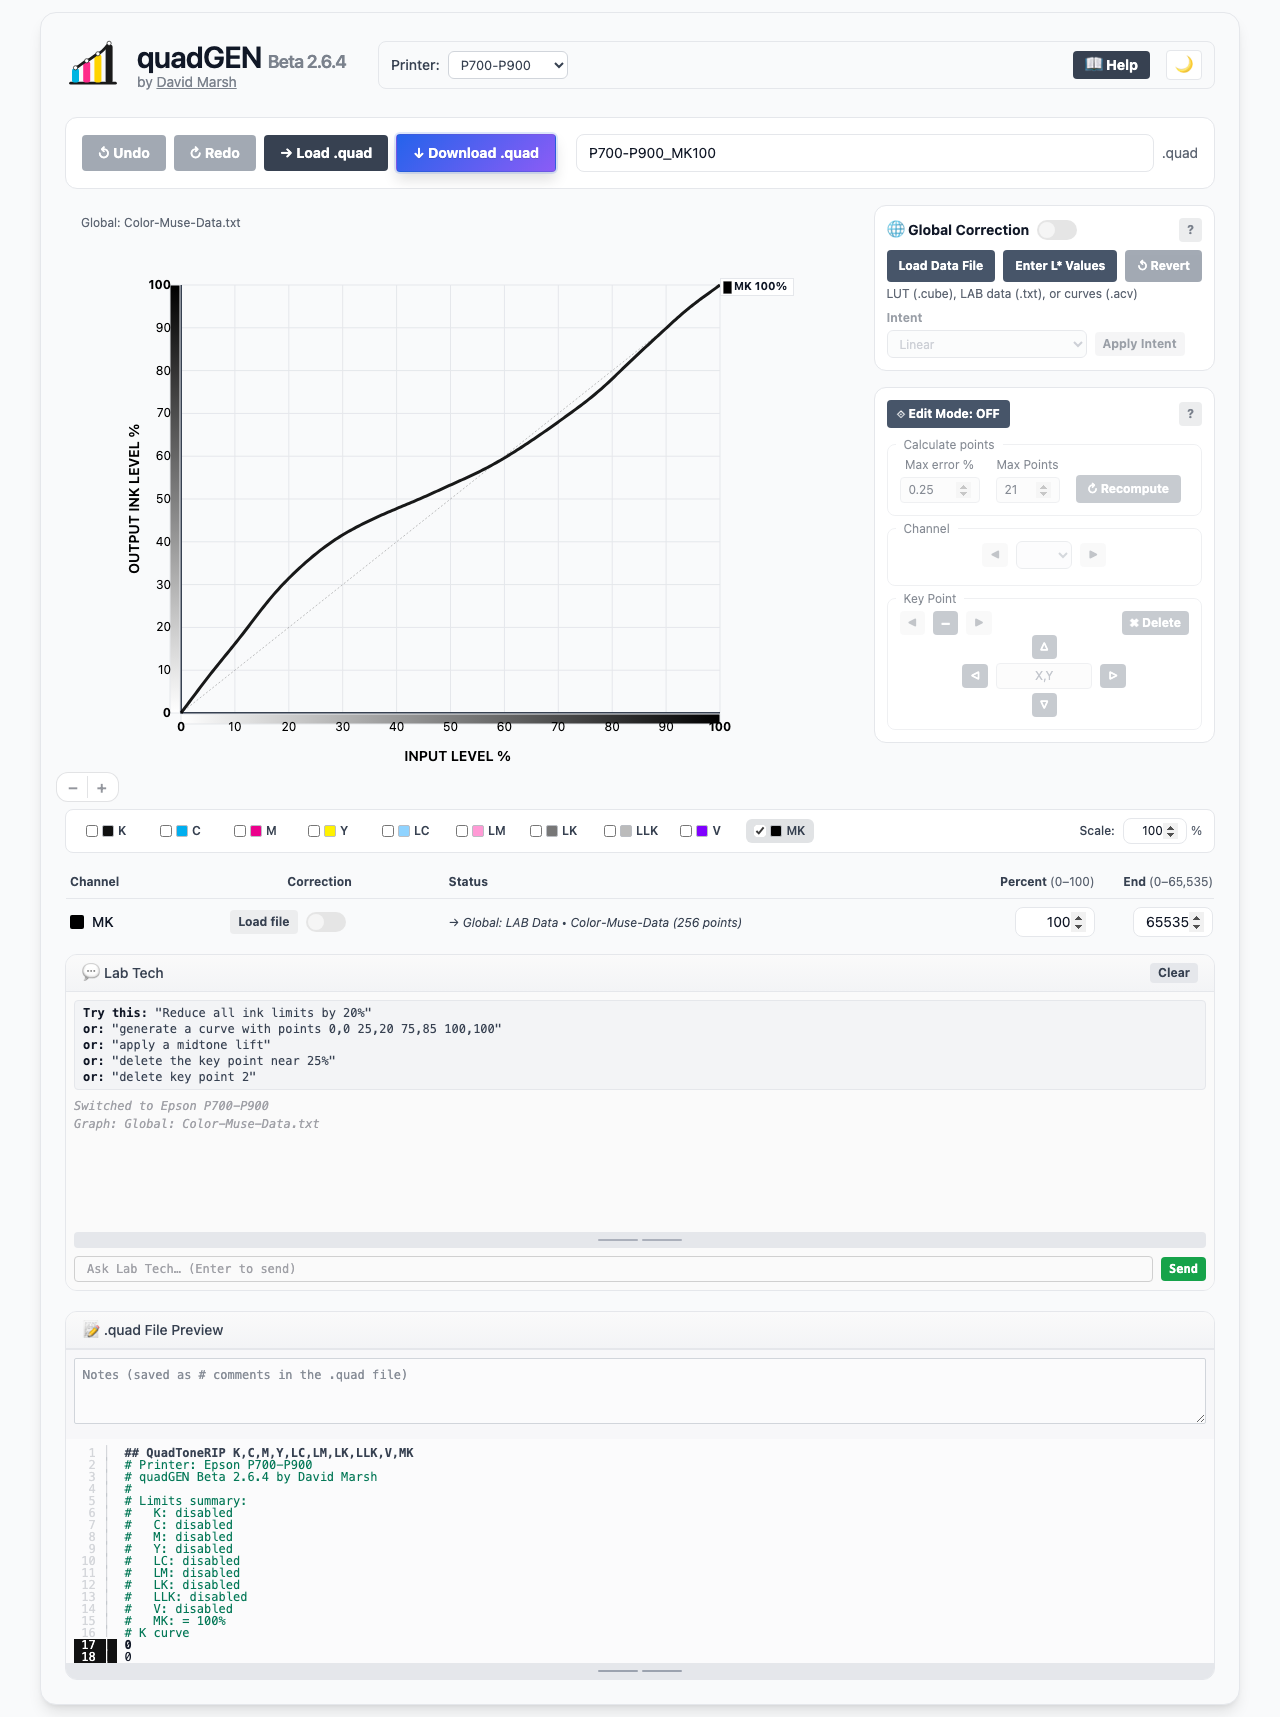 quadGEN Beta 2.6.4
by David Marsh
Printer: P700-P900
Help
Undo
Redo
Load .quad
Download .quad
P700-P900_MK100
.quad
Global: Color-Muse-Data.txt
MK 100%
100
90
80
70
60
50
40
30
20
10
0
OUTPUT INK LEVEL %
0 10 20 30 40 50 60 70 80 90 100
INPUT LEVEL %
Global Correction
?
Load Data File
Enter L* Values
Revert
LUT (.cube), LAB data (.txt), or curves (.acv)
Intent
Linear
Apply Intent
Edit Mode: OFF
?
Calculate points
Max error % Max Points
0.25 21 Recompute
Channel
Key Point
Delete
X,Y
− +
K C M Y LC LM LK LLK V MK
Scale: 100 %
Channel Correction Status Percent (0–100) End (0–65,535)
MK Load file → Global: LAB Data • Color-Muse-Data (256 points) 100 65535
Lab Tech
Clear
Try this: "Reduce all ink limits by 20%"
or: "generate a curve with points 0,0 25,20 75,85 100,100"
or: "apply a midtone lift"
or: "delete the key point near 25%"
or: "delete key point 2"
Switched to Epson P700-P900
Graph: Global: Color-Muse-Data.txt
Ask Lab Tech… (Enter to send)
Send
.quad File Preview
Notes (saved as # comments in the .quad file)
1 ## QuadToneRIP K,C,M,Y,LC,LM,LK,LLK,V,MK
2 # Printer: Epson P700-P900
3 # quadGEN Beta 2.6.4 by David Marsh
4 #
5 # Limits summary:
6 # K: disabled
7 # C: disabled
8 # M: disabled
9 # Y: disabled
10 # LC: disabled
11 # LM: disabled
12 # LK: disabled
13 # LLK: disabled
14 # V: disabled
15 # MK: = 100%
16 # K curve
17 0
18 0